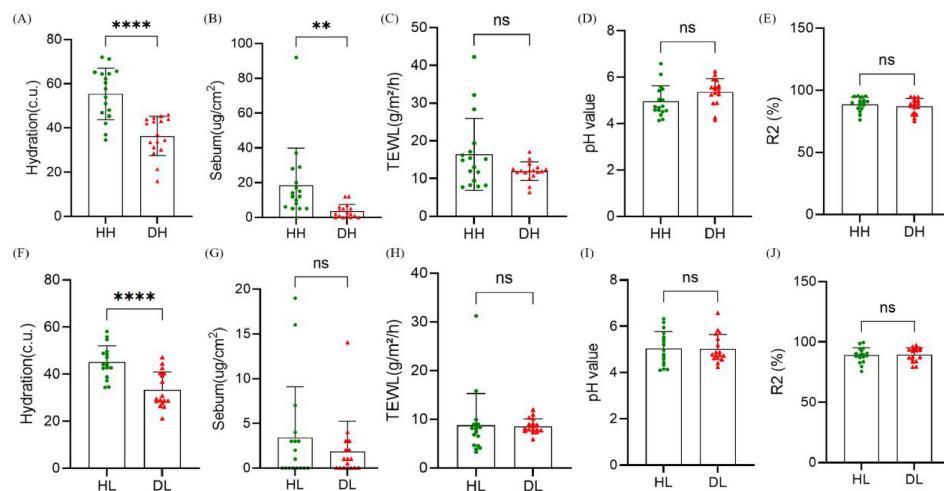 (A)
****
Hydration(c.u.)
80
60
40
20
0
HH
DH
(B)
**
Sebum(ug/cm²)
100
80
60
40
20
0
HH
DH
(C)
ns
TEWL(g/m²/h)
50
40
30
20
10
0
HH
DH
(D)
ns
pH value
8
6
4
2
0
HH
DH
(E)
ns
R2 (%)
150
100
50
0
HH
DH
(F)
****
Hydration(c.u.)
80
60
40
20
0
HL
DL
(G)
ns
Sebum(ug/cm²)
20
15
10
5
0
HL
DL
(H)
ns
TEWL(g/m²/h)
40
30
20
10
0
HL
DL
(I)
ns
pH value
8
6
4
2
0
HL
DL
(J)
ns
R2 (%)
150
100
50
0
HL
DL